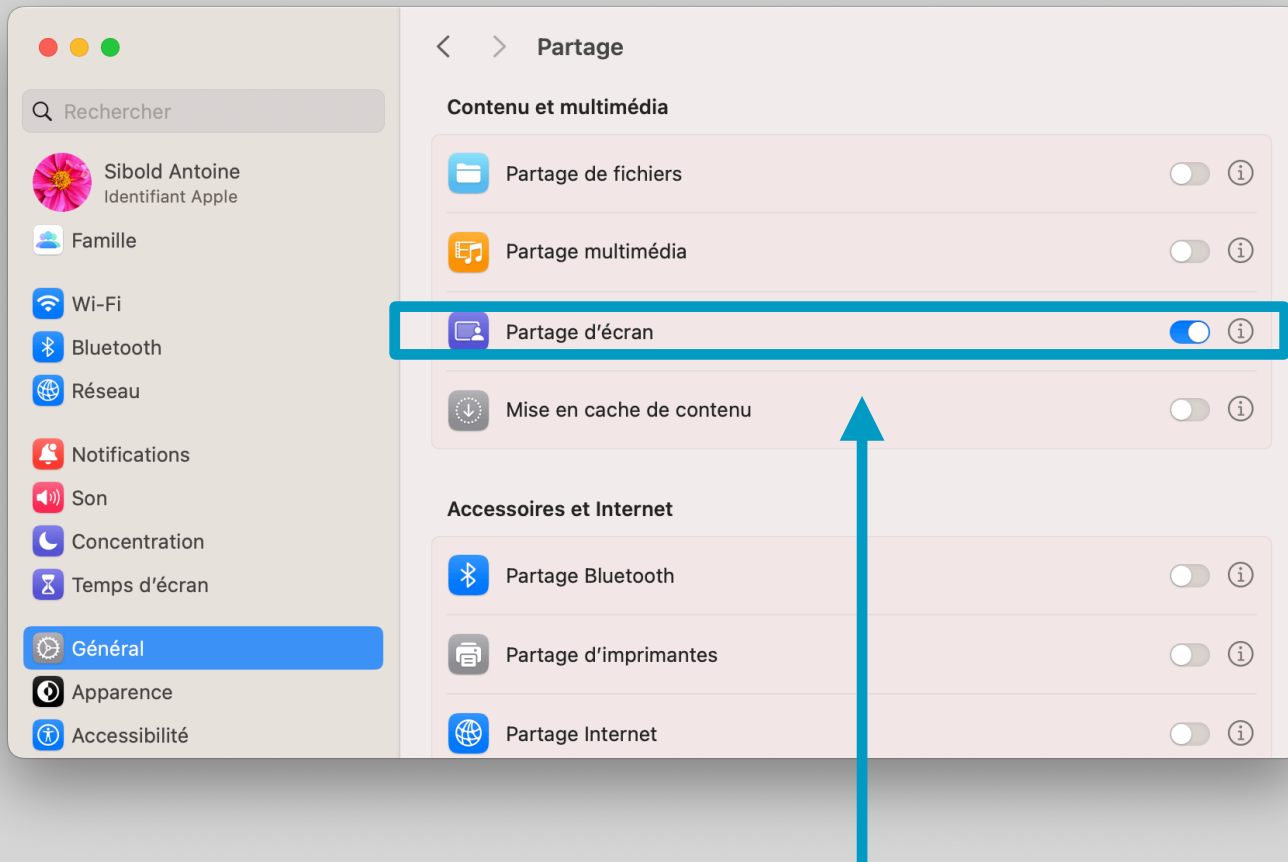 Partage
Rechercher
Sibold Antoine
Identifiant Apple
Famille
Wi-Fi
Bluetooth
Réseau
Notifications
Son
Concentration
Temps d’écran
Général
Apparence
Accessibilité
Contenu et multimédia
Partage de fichiers
Partage multimédia
Partage d’écran
Mise en cache de contenu
Accessoires et Internet
Partage Bluetooth
Partage d’imprimantes
Partage Internet